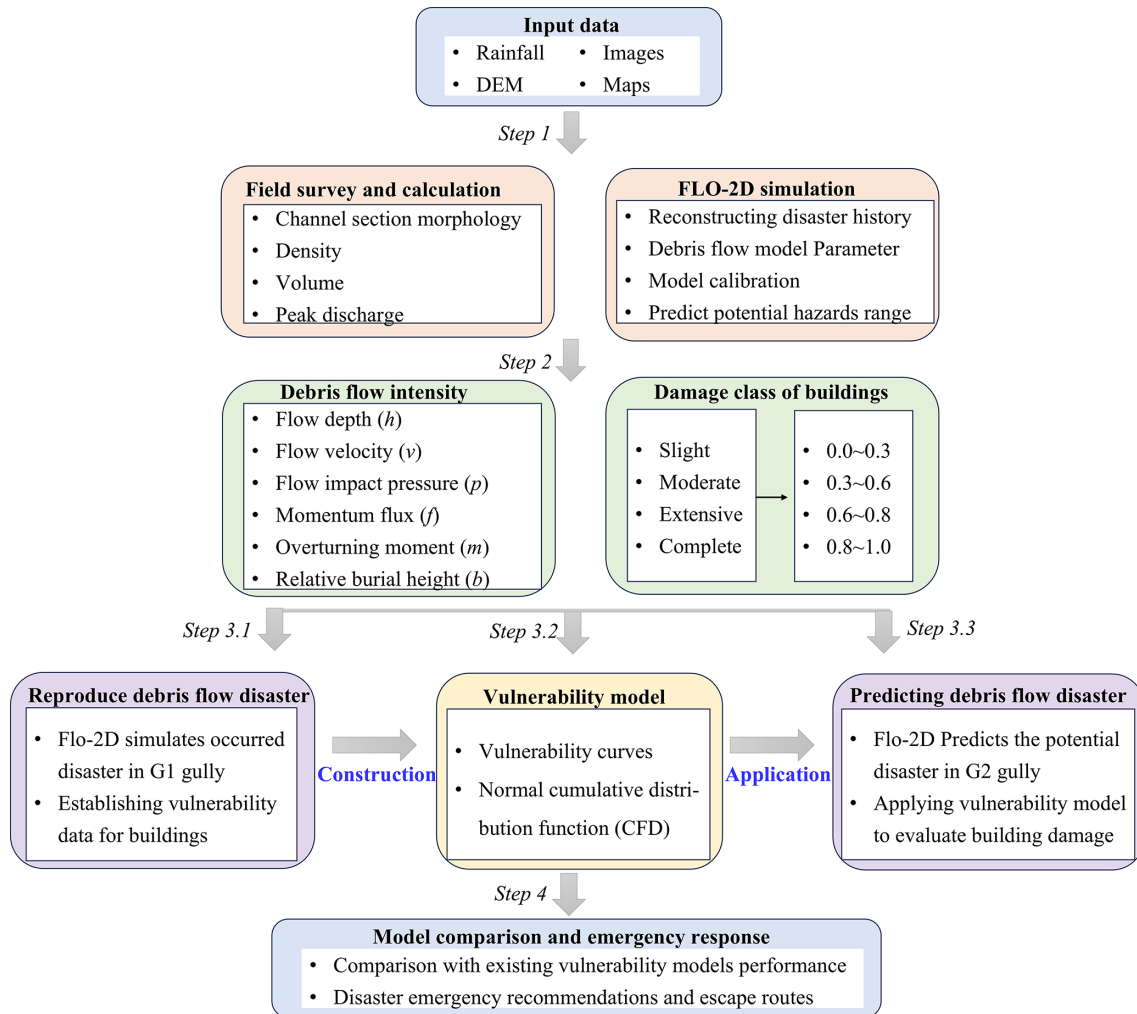 Input data
• Rainfall
• Images
• DEM
• Maps
Step 1
Field survey and calculation
• Channel section morphology
• Density
• Volume
• Peak discharge
FLO-2D simulation
• Reconstructing disaster history
• Debris flow model Parameter
• Model calibration
• Predict potential hazards range
Step 2
Debris flow intensity
• Flow depth (h)
• Flow velocity (v)
• Flow impact pressure (p)
• Momentum flux (f)
• Overturning moment (m)
• Relative burial height (b)
Damage class of buildings
• Slight
• Moderate
• Extensive
• Complete
• 0.0~0.3
• 0.3~0.6
• 0.6~0.8
• 0.8~1.0
Step 3.1
Step 3.2
Step 3.3
Reproduce debris flow disaster
• Flo-2D simulates occurred
disaster in G1 gully
• Establishing vulnerability
data for buildings
Construction
Vulnerability model
• Vulnerability curves
• Normal cumulative distri-
bution function (CFD)
Application
Predicting debris flow disaster
• Flo-2D Predicts the potential
disaster in G2 gully
• Applying vulnerability model
to evaluate building damage
Step 4
Model comparison and emergency response
• Comparison with existing vulnerability models performance
• Disaster emergency recommendations and escape routes